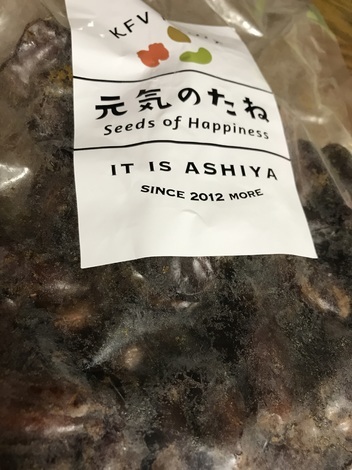 KFV
元気のたね
Seeds of Happiness
IT IS ASHIYA
SINCE 2012 MORE